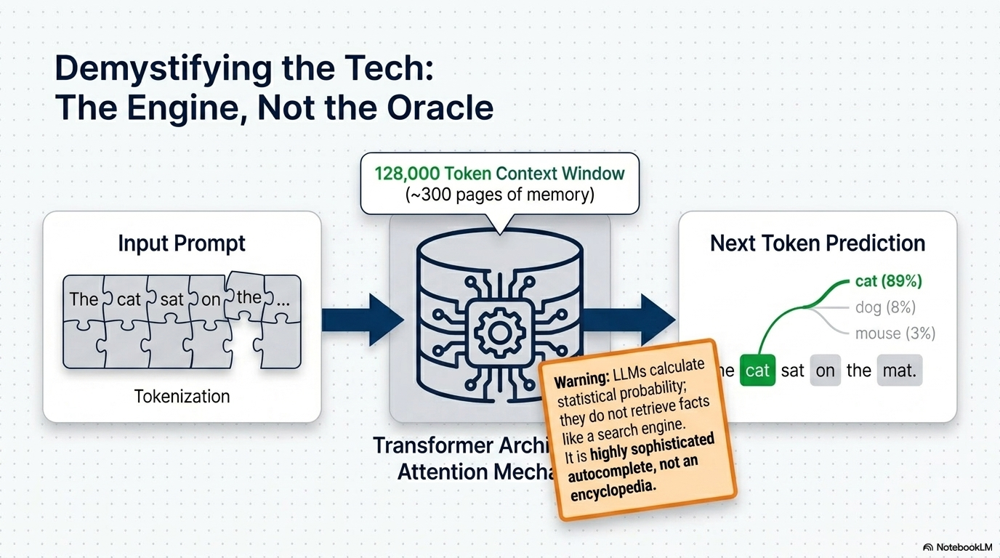 Demystifying the Tech:
The Engine, Not the Oracle
128,000 Token Context Window
(~300 pages of memory)
Input Prompt
The cat sat on the ...
Tokenization
Transformer Archi
Attention Mecha
Next Token Prediction
cat (89%)
dog (8%)
mouse (3%)
he cat sat on the mat.
Warning: LLMs calculate
statistical probability;
they do not retrieve facts
like a search engine.
It is highly sophisticated
autocomplete, not an
encyclopedia.
NotebookLM